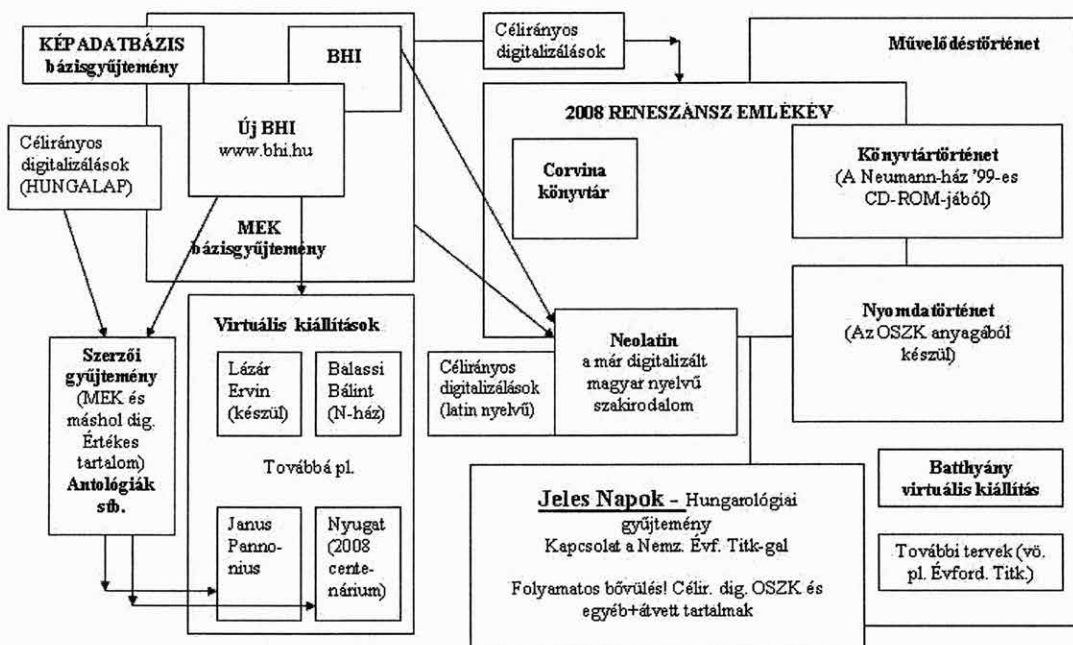 KÉPADATBÁZIS
bázisgyűjtemény
BHI
Új BHI
www.bhi.hu
MEK
bázisgyűjtemény
Célirányos
digitalizálások
(HUNGALAP)
Célirányos
digitalizálások
Művelődéstörténet
2008 RENESZÁNSZ EMLÉKÉV
Corvina
könyvtár
Könyvtártörténet
(A Neumann-ház '99-es
CD-ROM-jából)
Nyomdatörténet
(Az OSZK anyagából
készül)
Szerzői
gyűjtemény
(MEK és
máshol dig.
Értékes
tartalom)
Antológiák
stb.
Virtuális kiállítások
Lázár
Ervin
(készül)
Balassi
Bálint
(N-ház)
Továbbá pl.
Janus
Panno-
nius
Nyugat
(2008
cente-
nárium)
Célirányos
digitalizálások
(latin nyelvű)
Neolatin
a már digitalizált
magyar nyelvű
szakirodalom
Jeles Napok – Hungarológiai
gyűjtemény
Kapcsolat a Nemz. Évf. Titk-gal
Folyamatos bővülés! Célir. dig. OSZK és
egyéb+átvett tartalmak
Batthyány
virtuális kiállítás
További tervek (vö.
pl. Évford. Titk.)